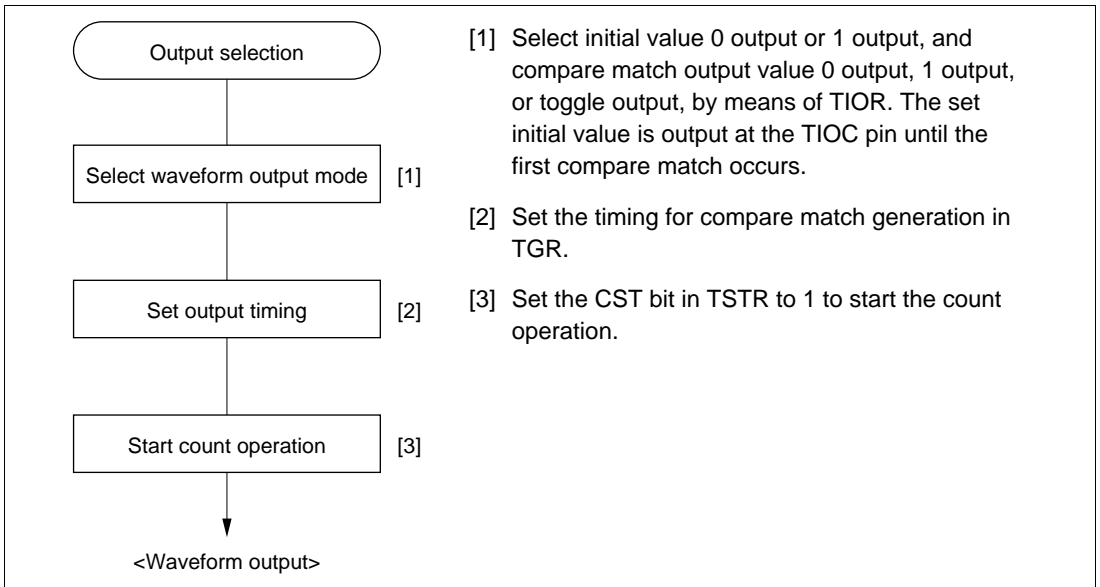 Output selection
Select waveform output mode [1]
Set output timing [2]
Start count operation [3]
<Waveform output>
[1] Select initial value 0 output or 1 output, and
compare match output value 0 output, 1 output,
or toggle output, by means of TIOR. The set
initial value is output at the TIOC pin until the
first compare match occurs.
[2] Set the timing for compare match generation in
TGR.
[3] Set the CST bit in TSTR to 1 to start the count
operation.